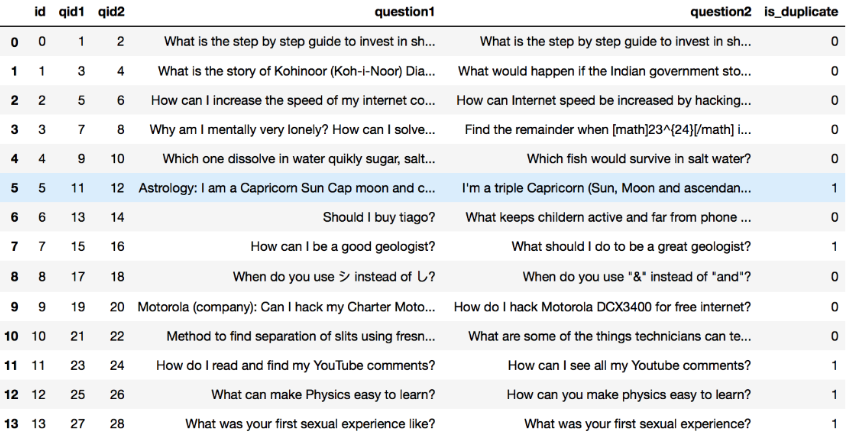 id qid1 qid2 question1 question2 is_duplicate
0 0 1 2 What is the step by step guide to invest in sh... What is the step by step guide to invest in sh... 0
1 1 3 4 What is the story of Kohinoor (Koh-i-Noor) Dia... What would happen if the Indian government sto... 0
2 2 5 6 How can I increase the speed of my internet co... How can Internet speed be increased by hacking... 0
3 3 7 8 Why am I mentally very lonely? How can I solve... Find the remainder when [math]23^{24}[/math] i... 0
4 4 9 10 Which one dissolve in water quikly sugar, salt... Which fish would survive in salt water? 0
5 5 11 12 Astrology: I am a Capricorn Sun Cap moon and c... I'm a triple Capricorn (Sun, Moon and ascendan... 1
6 6 13 14 Should I buy tiago? What keeps childern active and far from phone ... 0
7 7 15 16 How can I be a good geologist? What should I do to be a great geologist? 1
8 8 17 18 When do you use シ instead of し? When do you use "&" instead of "and"? 0
9 9 19 20 Motorola (company): Can I hack my Charter Moto... How do I hack Motorola DCX3400 for free internet? 0
10 10 21 22 Method to find separation of slits using fresn... What are some of the things technicians can te... 0
11 11 23 24 How do I read and find my YouTube comments? How can I see all my Youtube comments? 1
12 12 25 26 What can make Physics easy to learn? How can you make physics easy to learn? 1
13 13 27 28 What was your first sexual experience like? What was your first sexual experience? 1